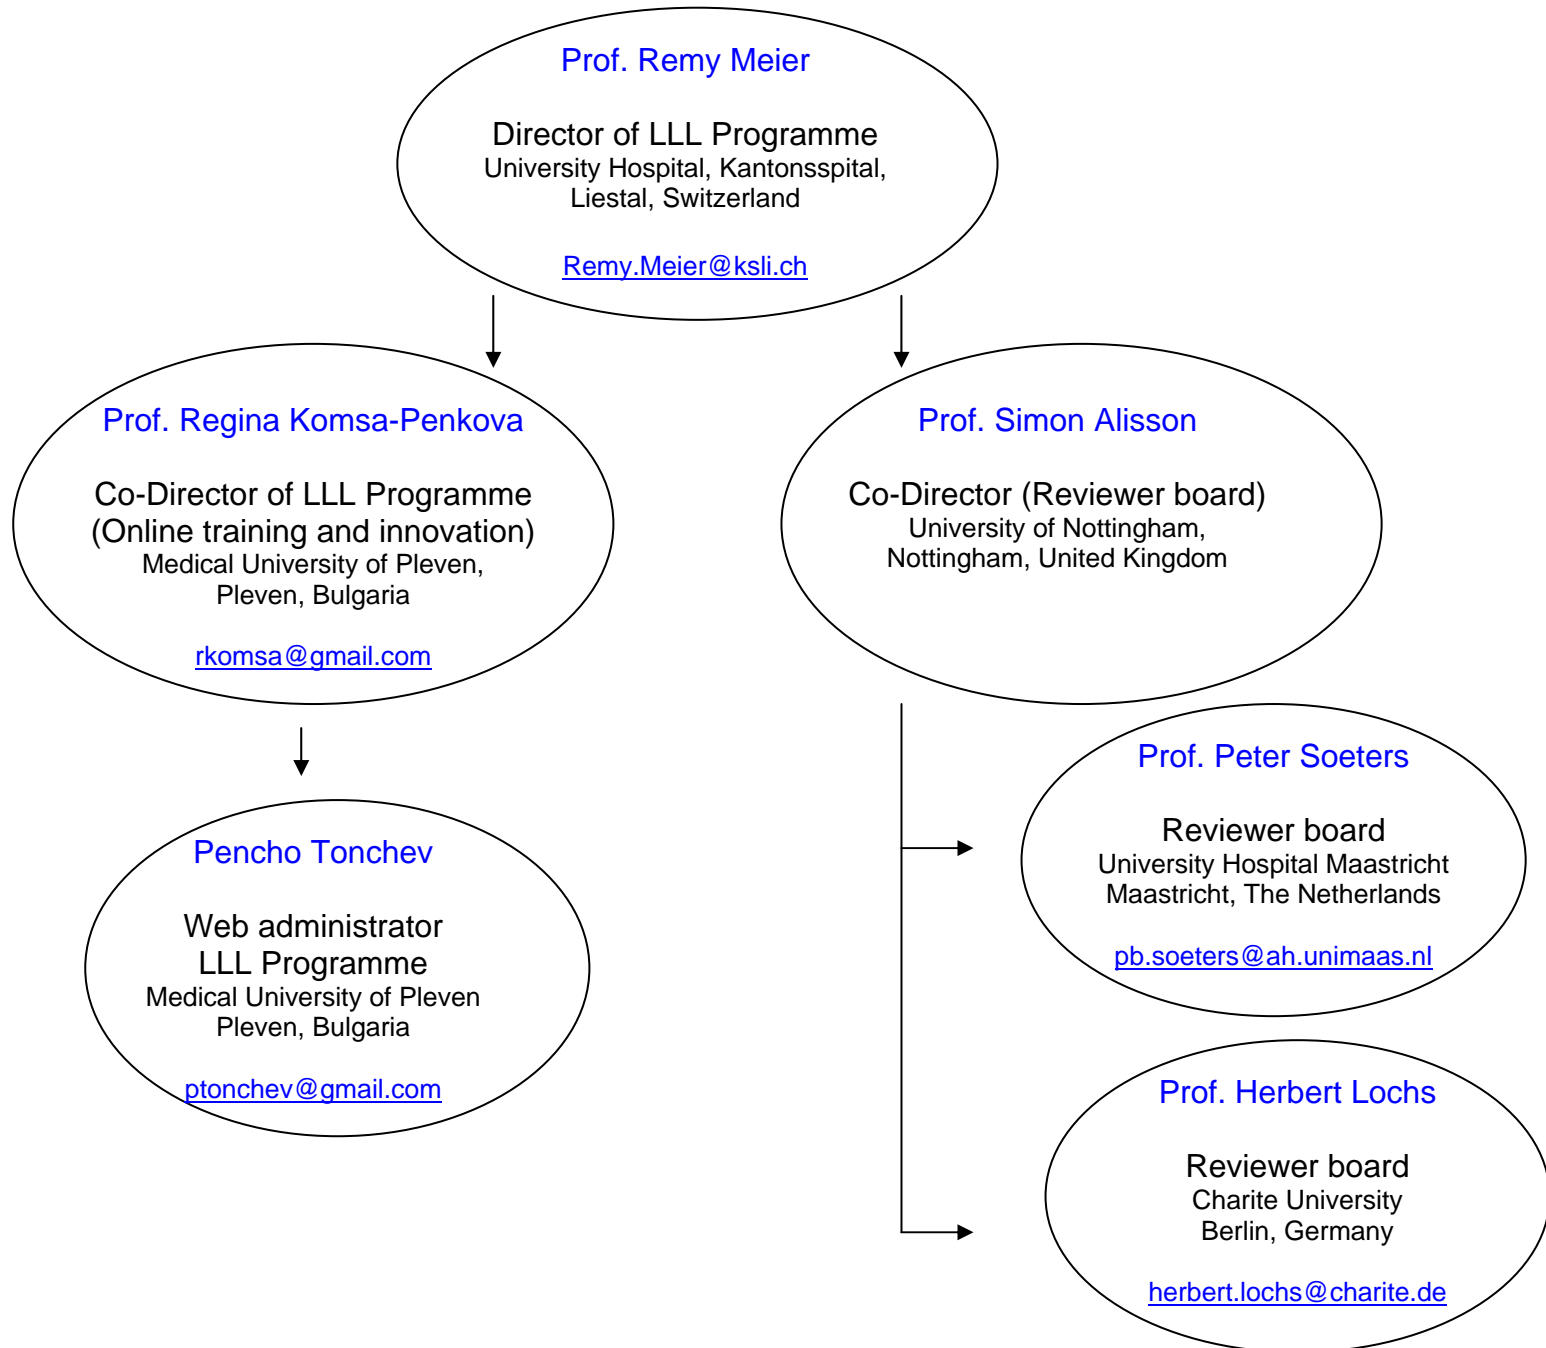 Prof. Remy Meier
Director of LLL Programme
University Hospital, Kantonsspital,
Liestal, Switzerland
Remy.Meier@ksli.ch
Prof. Regina Komsa-Penkova
Co-Director of LLL Programme
(Online training and innovation)
Medical University of Pleven,
Pleven, Bulgaria
rkomsa@gmail.com
Prof. Simon Alisson
Co-Director (Reviewer board)
University of Nottingham,
Nottingham, United Kingdom
Pencho Tonchev
Web administrator
LLL Programme
Medical University of Pleven
Pleven, Bulgaria
ptonchev@gmail.com
Prof. Peter Soeters
Reviewer board
University Hospital Maastricht
Maastricht, The Netherlands
pb.soeters@ah.unimaas.nl
Prof. Herbert Lochs
Reviewer board
Charite University
Berlin, Germany
herbert.lochs@charite.de